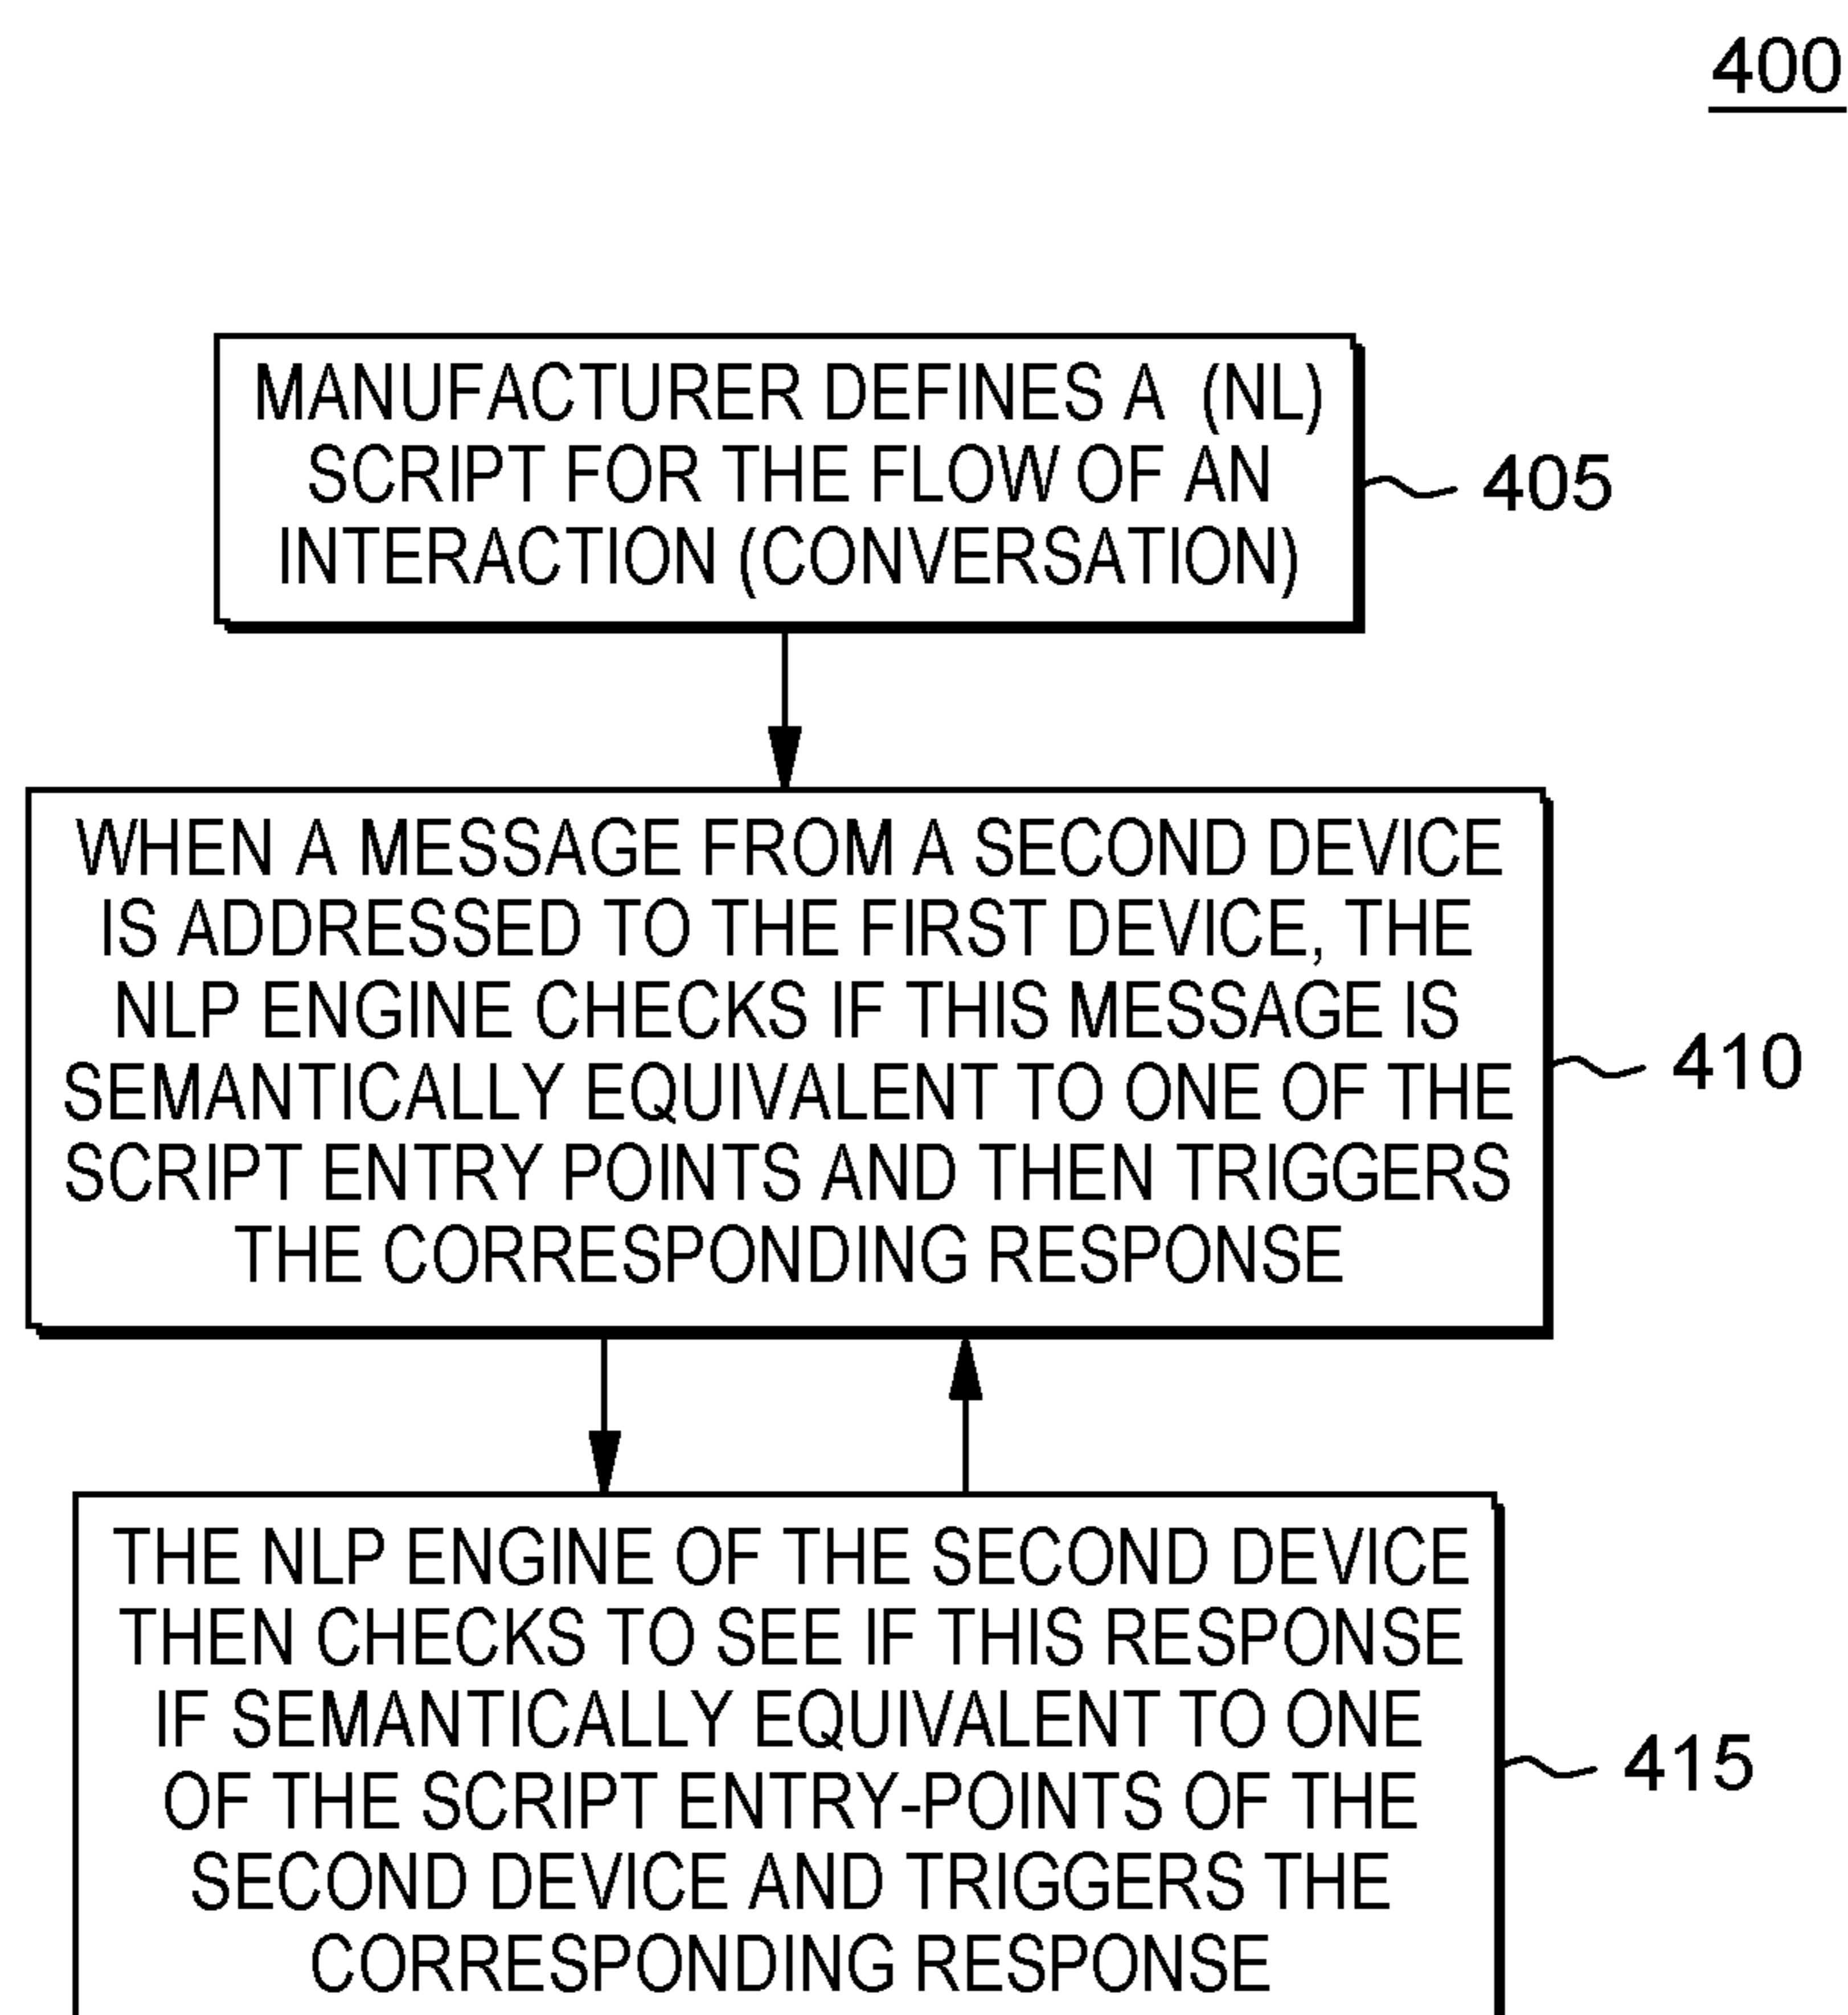 400
MANUFACTURER DEFINES A (NL)
SCRIPT FOR THE FLOW OF AN
INTERACTION (CONVERSATION)
405
WHEN A MESSAGE FROM A SECOND DEVICE
IS ADDRESSED TO THE FIRST DEVICE, THE
NLP ENGINE CHECKS IF THIS MESSAGE IS
SEMANTICALLY EQUIVALENT TO ONE OF THE
SCRIPT ENTRY POINTS AND THEN TRIGGERS
THE CORRESPONDING RESPONSE
410
THE NLP ENGINE OF THE SECOND DEVICE
THEN CHECKS TO SEE IF THIS RESPONSE
IF SEMANTICALLY EQUIVALENT TO ONE
OF THE SCRIPT ENTRY-POINTS OF THE
SECOND DEVICE AND TRIGGERS THE
CORRESPONDING RESPONSE
415